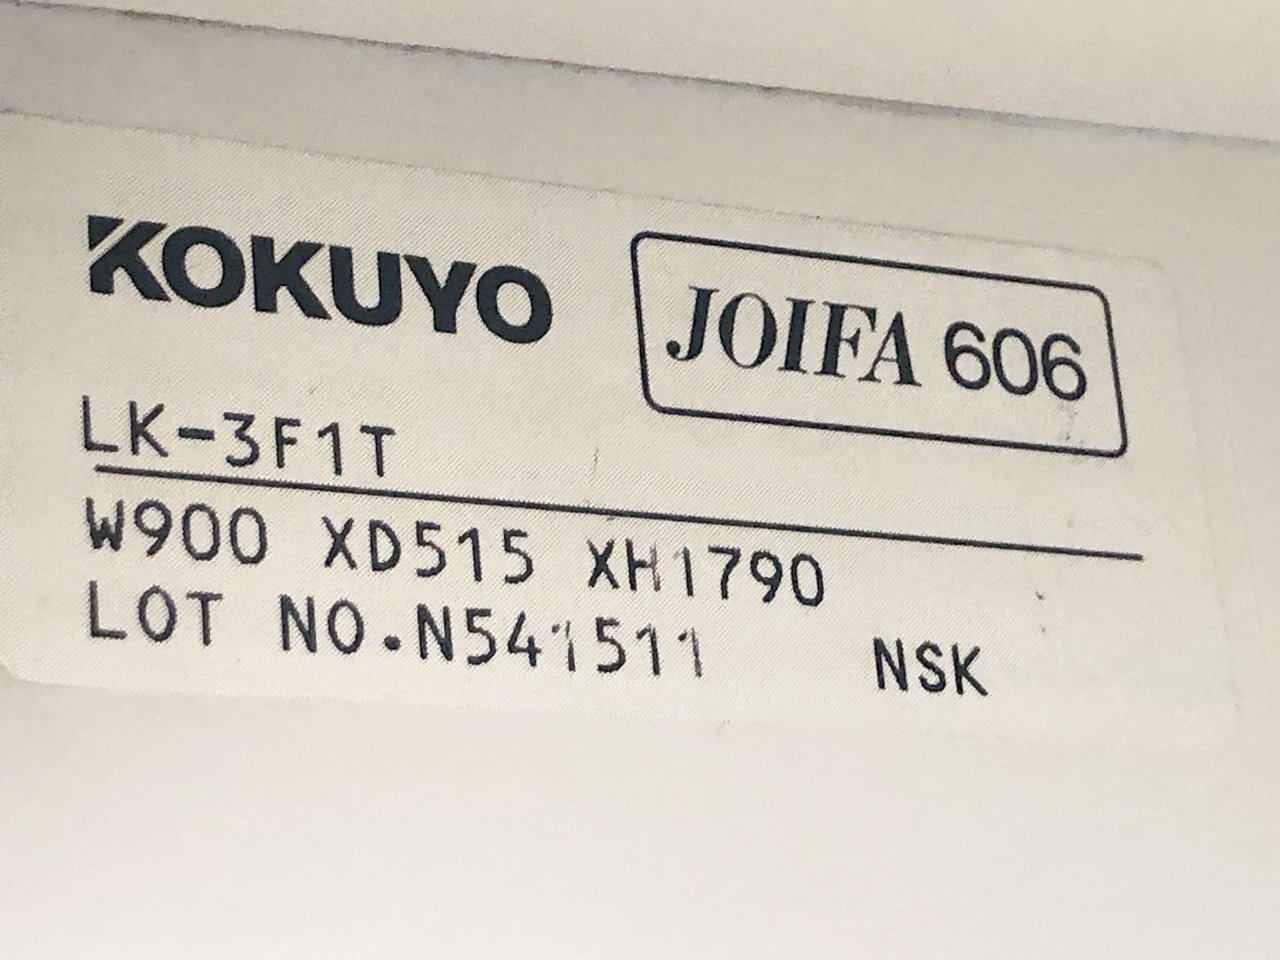 KOKUYO
JOIFA 606
LK-3F1T
W900 XD515 XH1790
LOT NO.N541511 NSK